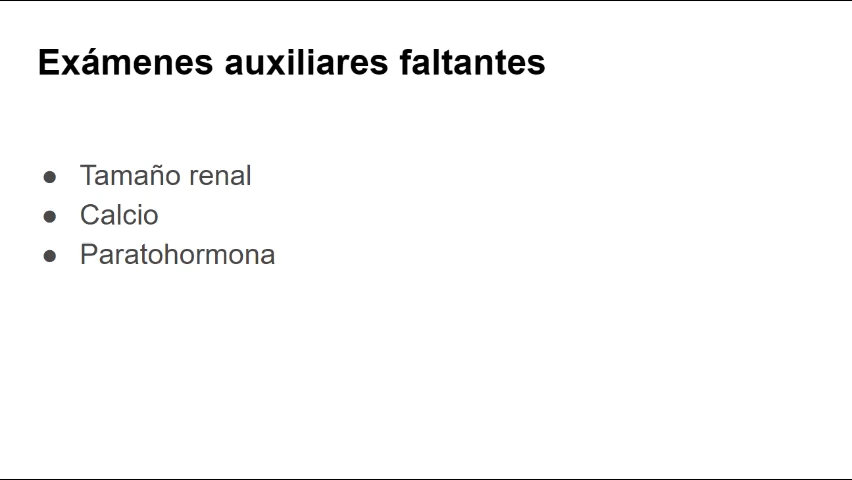 Exámenes auxiliares faltantes
● Tamaño renal
● Calcio
● Paratohormona